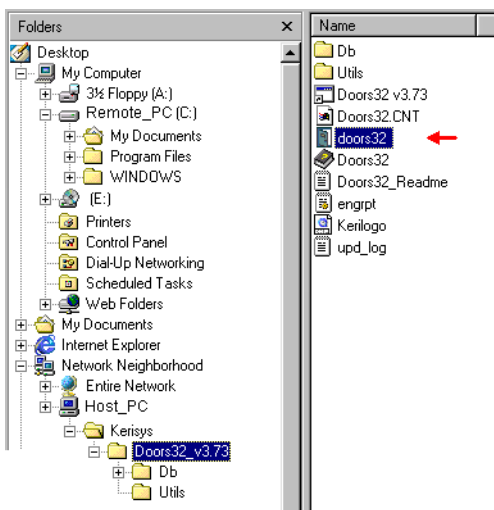 Folders
Desktop
My Computer
3½ Floppy (A:)
Remote_PC (C:)
My Documents
Program Files
WINDOWS
(E:)
Printers
Control Panel
Dial-Up Networking
Scheduled Tasks
Web Folders
My Documents
Internet Explorer
Network Neighborhood
Entire Network
Host_PC
Kerisys
Doors32_v3.73
Db
Utils
Name
Db
Utils
Doors32 v3.73
Doors32.CNT
doors32
Doors32
Doors32_Readme
engrpt
Kerilogo
upd_log